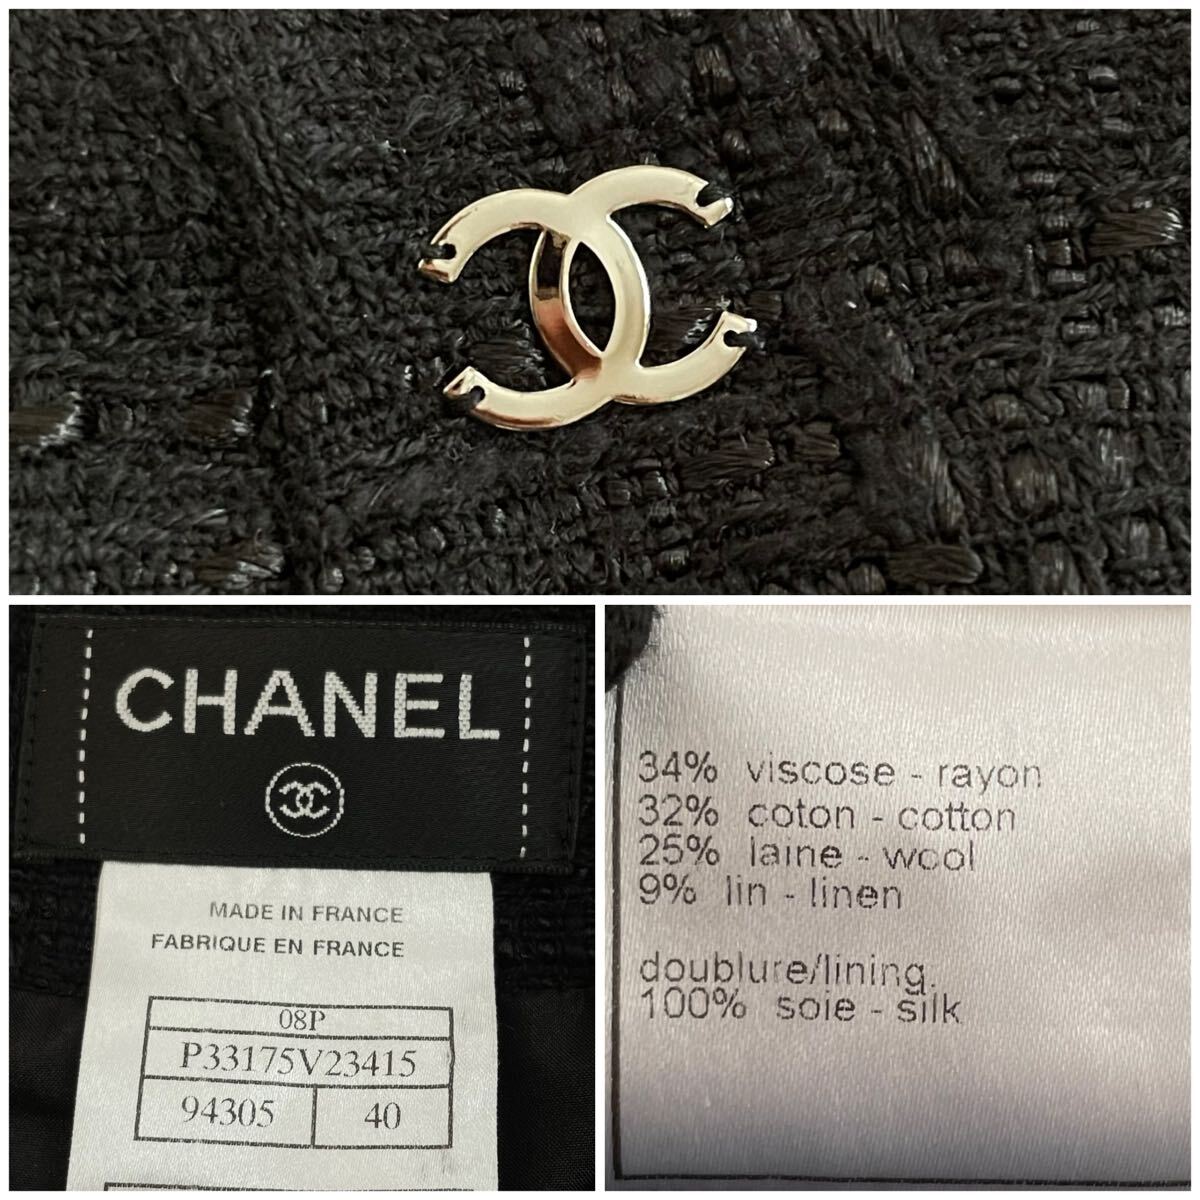 CHANEL
MADE IN FRANCE
FABRIQUE EN FRANCE
08P
P33175V23415
94305 40
34% viscose - rayon
32% coton - cotton
25% laine - wool
9% lin - linen
doublure/lining.
100% soie - silk